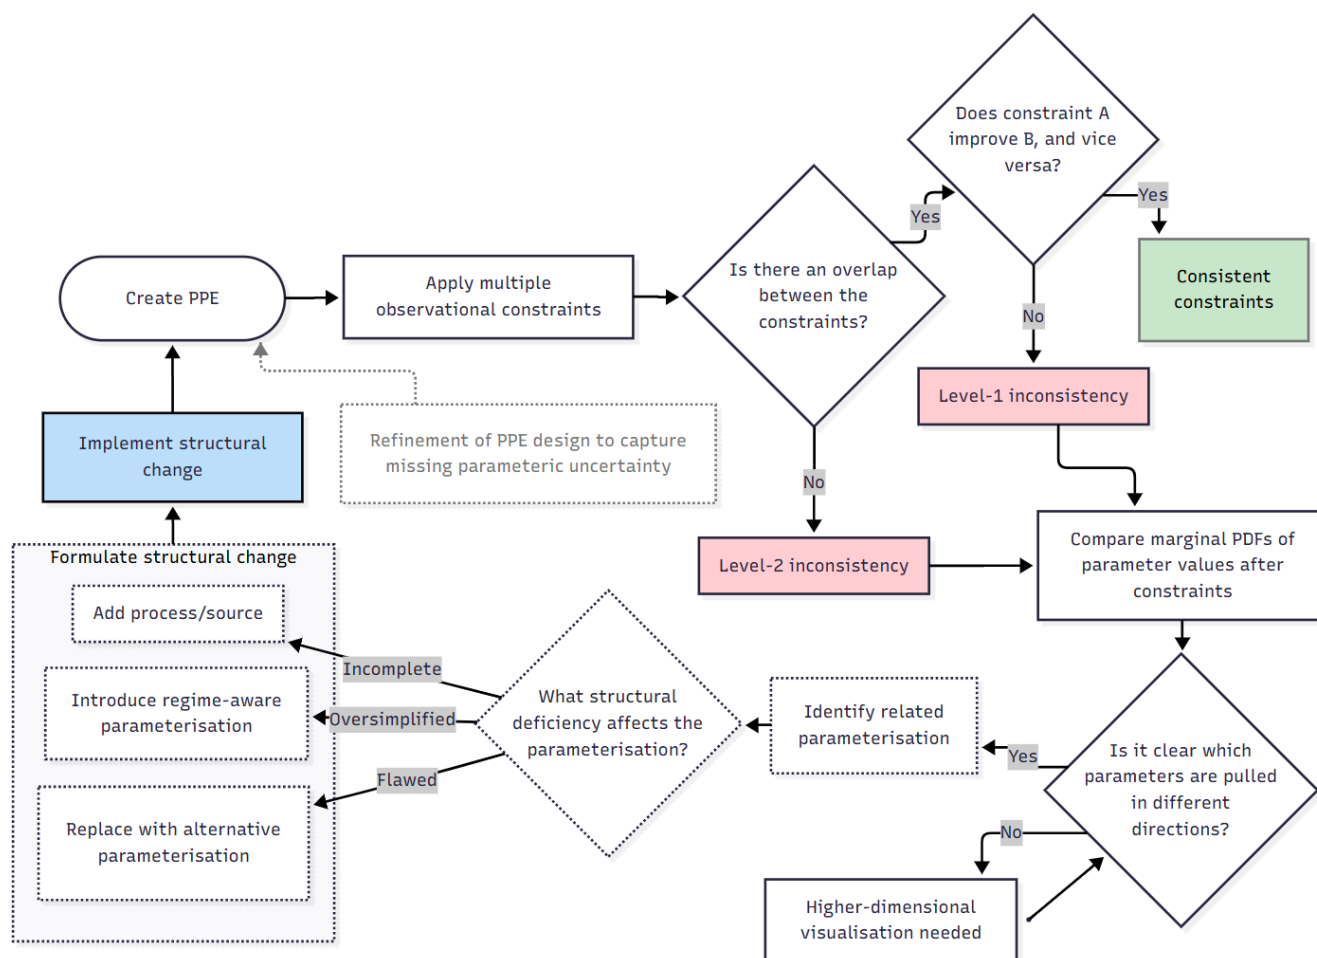 Does constraint A
improve B, and vice
versa?
Yes
Yes
Is there an overlap
between the
constraints?
Consistent
constraints
Create PPE
Apply multiple
observational constraints
No
Level-1 inconsistency
Implement structural
change
Refinement of PPE design to capture
missing parameteric uncertainty
No
Level-2 inconsistency
Compare marginal PDFs of
parameter values after
constraints
Formulate structural change
Add process/source
Introduce regime-aware
parameterisation
Replace with alternative
parameterisation
Incomplete
Oversimplified
Flawed
What structural
deficiency affects the
parameterisation?
Identify related
parameterisation
Yes
Is it clear which
parameters are pulled
in different
directions?
No
Higher-dimensional
visualisation needed